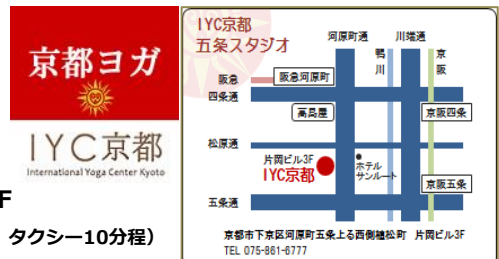 京都ヨガ
IYC京都
International Yoga Center Kyoto
F
タクシー10分程）
IYC京都
五条スタジオ
河原町通
川端通
鴨川
京阪
阪急
阪急河原町
四条通
高島屋
京阪四条
松原通
片岡ビル3F
IYC京都
ホテル
サンルート
京阪五条
五条通
京都市下京区河原町五条上る西側植松町 片岡ビル3F
TEL 075-861-6777